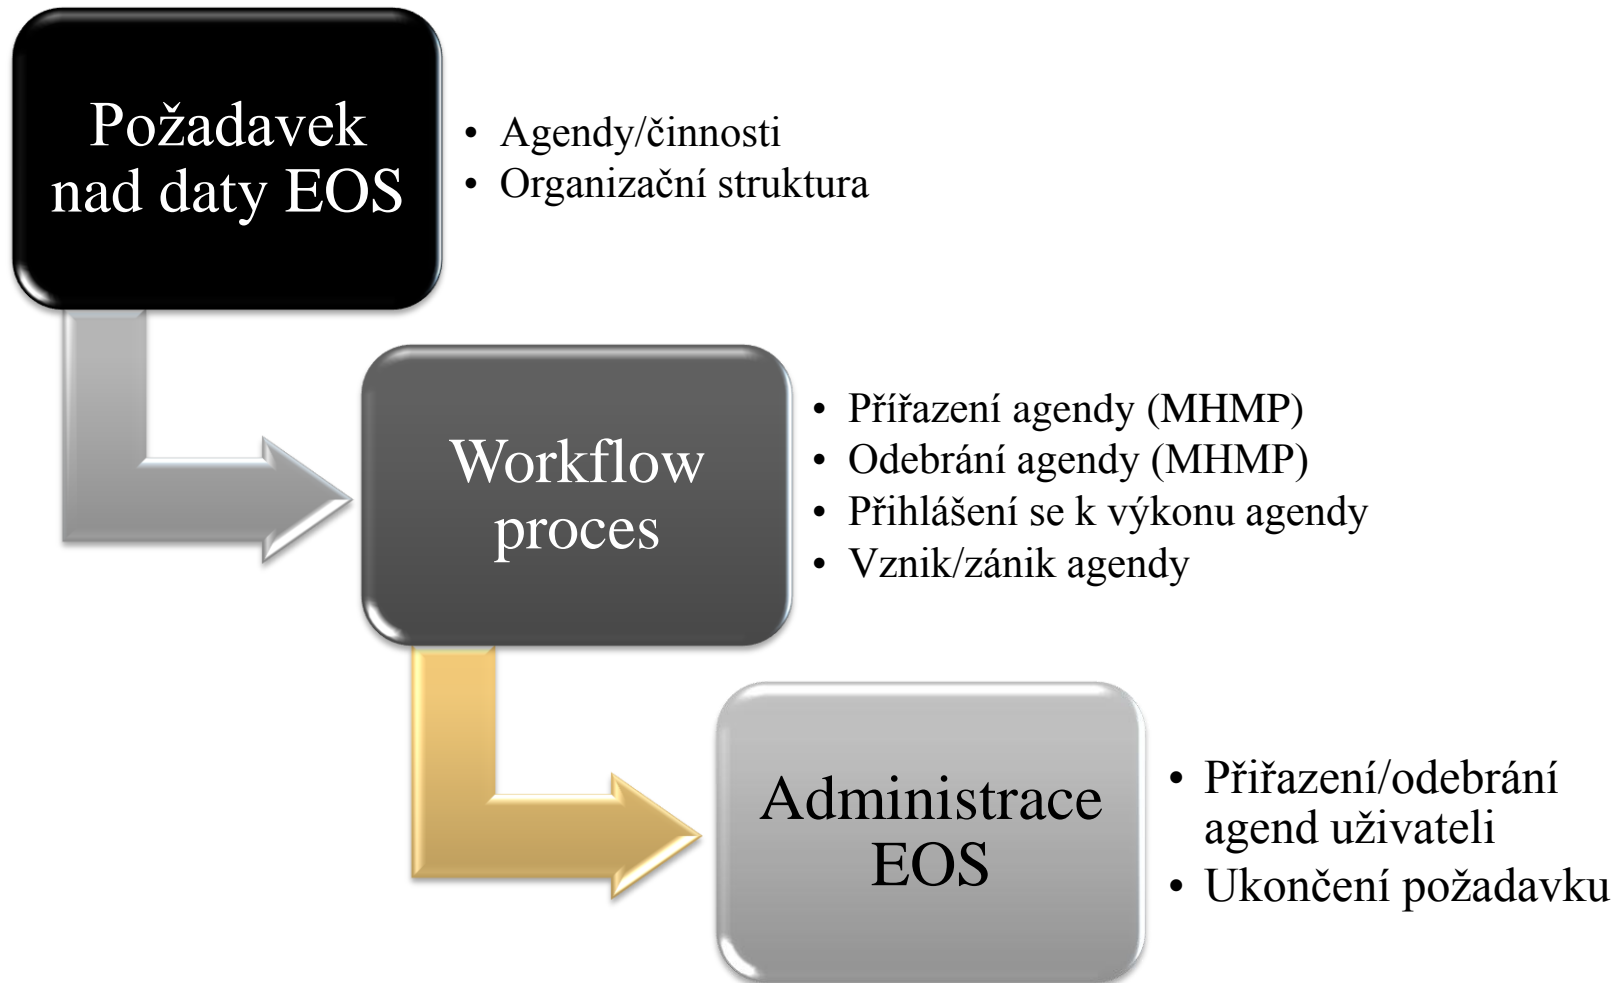 Požadavek
nad daty EOS
• Agendy/činnosti
• Organizační struktura
Workflow
proces
• Přířazení agendy (MHMP)
• Odebrání agendy (MHMP)
• Přihlášení se k výkonu agendy
• Vznik/zánik agendy
Administrace
EOS
• Přiřazení/odebrání
agend uživateli
• Ukončení požadavku